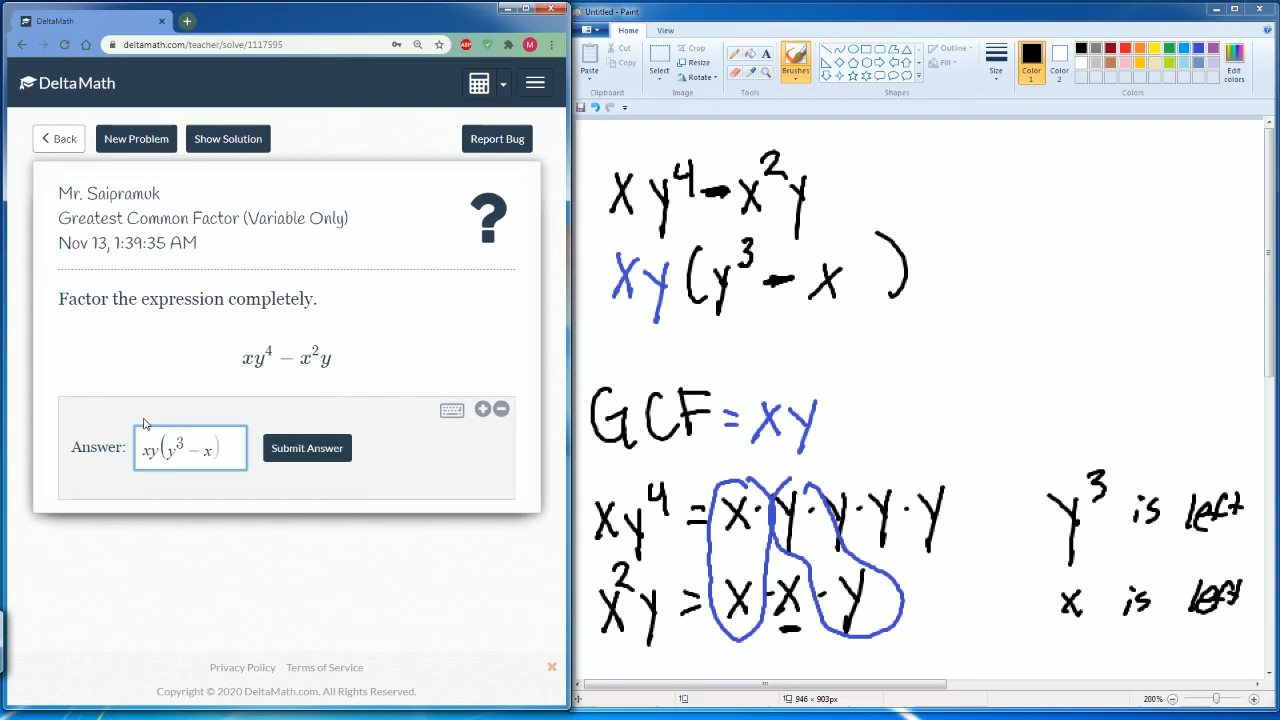 DeltaMath
deltamath.com/teacher/solve/1117595
ABP
M
DeltaMath
Back
New Problem
Show Solution
Report Bug
Mr. Saipramuk
Greatest Common Factor (Variable Only)
Nov 13, 1:39:35 AM
?
Factor the expression completely.
xy⁴ − x²y
Answer: xy(y³ − x)
Submit Answer
Privacy Policy Terms of Service
Copyright © 2020 DeltaMath.com. All Rights Reserved.
Untitled - Paint
Home View
Paste
Cut
Copy
Clipboard
Select
Crop
Resize
Rotate
Image
A
Tools
Brushes
Shapes
Outline
Fill
Size
Color 1
Color 2
Colors
Edit colors
xy⁴ - x²y
xy(y³ - x )
GCF = xy
xy⁴ = x · y · y · y · y y³ is left
x²y = x · x · y x is left
946 × 903px
200%